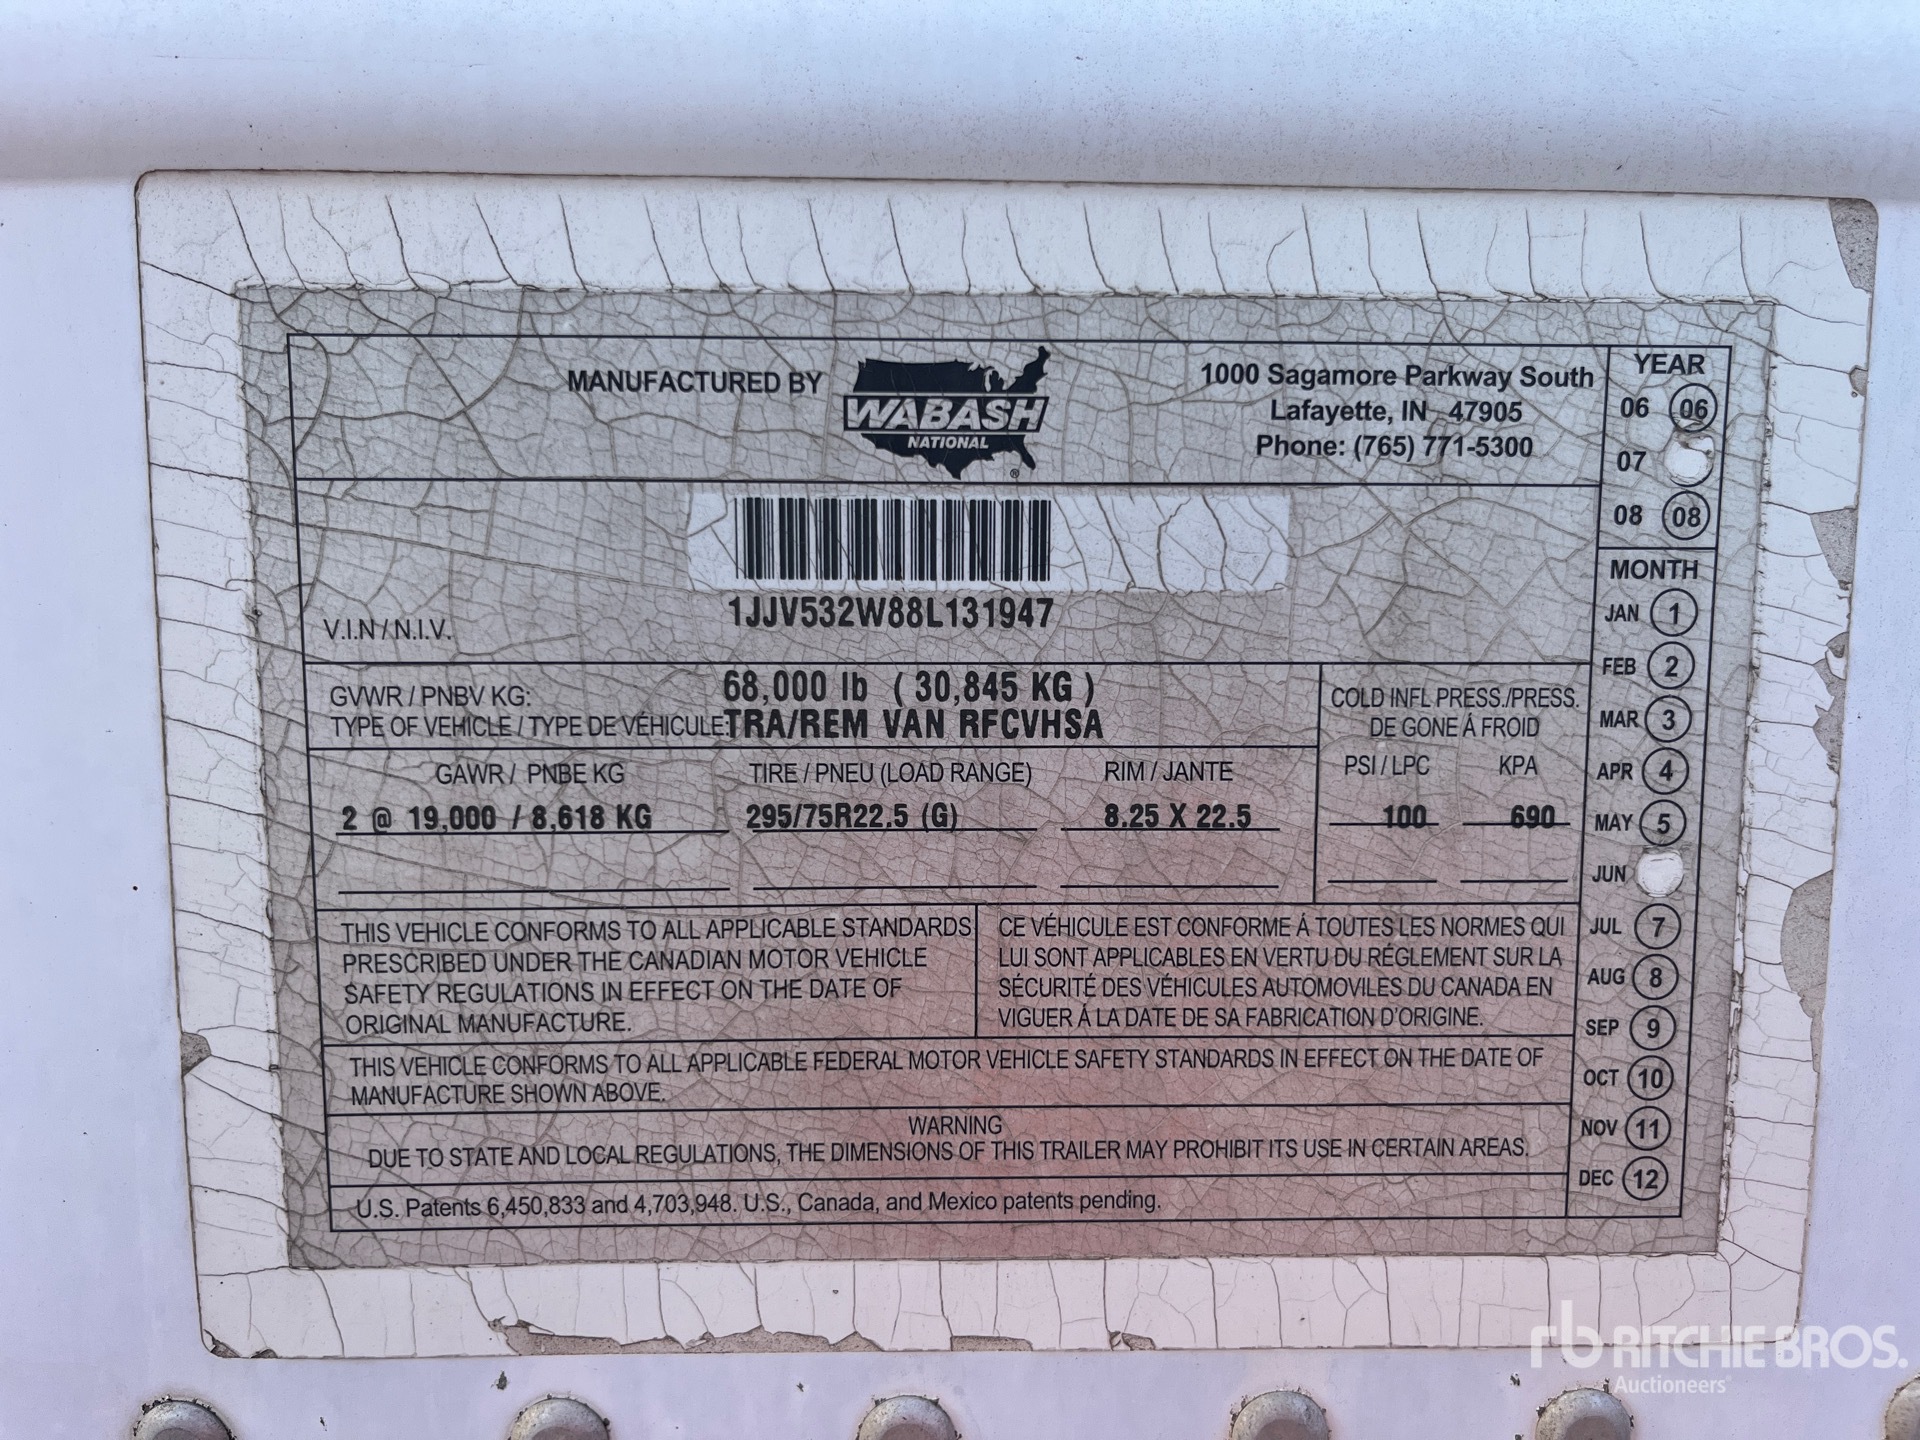 MANUFACTURED BY
WABASH
NATIONAL
®
1000 Sagamore Parkway South
Lafayette, IN 47905
Phone: (765) 771-5300
YEAR
06 06
07
08 08
V.I.N / N.I.V.
1JJV532W88L131947
GVWR / PNBV KG: 68,000 lb ( 30,845 KG )
TYPE OF VEHICLE / TYPE DE VÉHICULE: TRA/REM VAN RFCVHSA
COLD INFL PRESS./PRESS.
DE GONE Á FROID
GAWR / PNBE KG TIRE / PNEU (LOAD RANGE) RIM / JANTE PSI / LPC KPA
2 @ 19,000 / 8,618 KG 295/75R22.5 (G) 8.25 X 22.5 100 690
THIS VEHICLE CONFORMS TO ALL APPLICABLE STANDARDS
PRESCRIBED UNDER THE CANADIAN MOTOR VEHICLE
SAFETY REGULATIONS IN EFFECT ON THE DATE OF
ORIGINAL MANUFACTURE.
CE VÉHICULE EST CONFORME Á TOUTES LES NORMES QUI
LUI SONT APPLICABLES EN VERTU DU RÉGLEMENT SUR LA
SÉCURITÉ DES VÉHICULES AUTOMOVILES DU CANADA EN
VIGUER Á LA DATE DE SA FABRICATION D'ORIGINE.
THIS VEHICLE CONFORMS TO ALL APPLICABLE FEDERAL MOTOR VEHICLE SAFETY STANDARDS IN EFFECT ON THE DATE OF
MANUFACTURE SHOWN ABOVE.
WARNING
DUE TO STATE AND LOCAL REGULATIONS, THE DIMENSIONS OF THIS TRAILER MAY PROHIBIT ITS USE IN CERTAIN AREAS.
U.S. Patents 6,450,833 and 4,703,948. U.S., Canada, and Mexico patents pending.
MONTH
JAN 1
FEB 2
MAR 3
APR 4
MAY 5
JUN
JUL 7
AUG 8
SEP 9
OCT 10
NOV 11
DEC 12
rb RITCHIE BROS.
Auctioneers